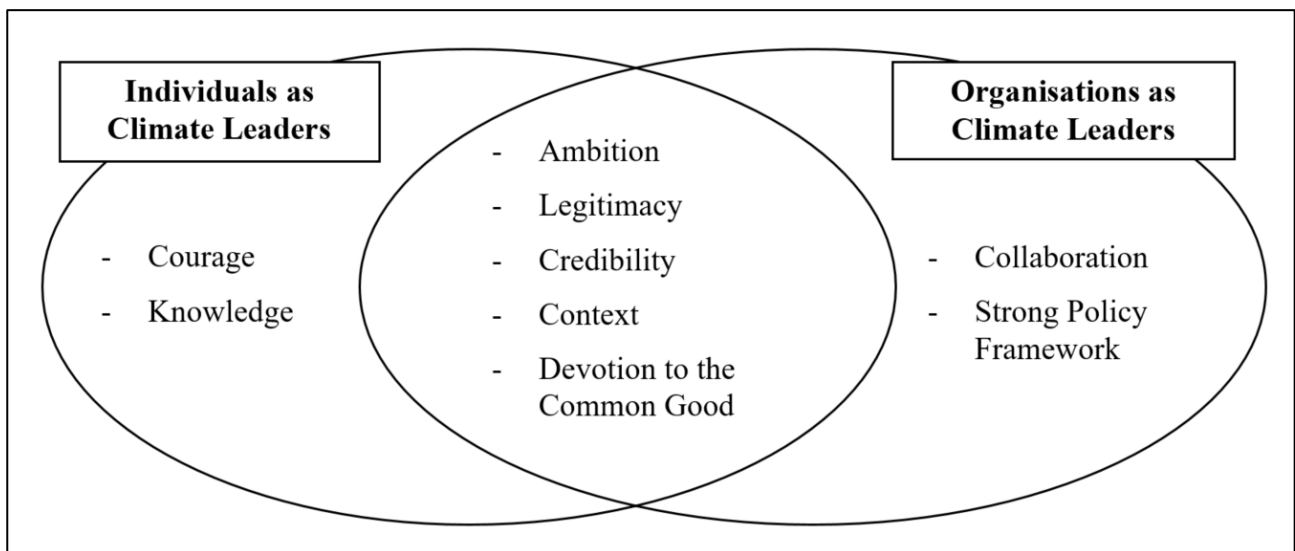 Individuals as
Climate Leaders
- Courage
- Knowledge
- Ambition
- Legitimacy
- Credibility
- Context
- Devotion to the
Common Good
Organisations as
Climate Leaders
- Collaboration
- Strong Policy
Framework